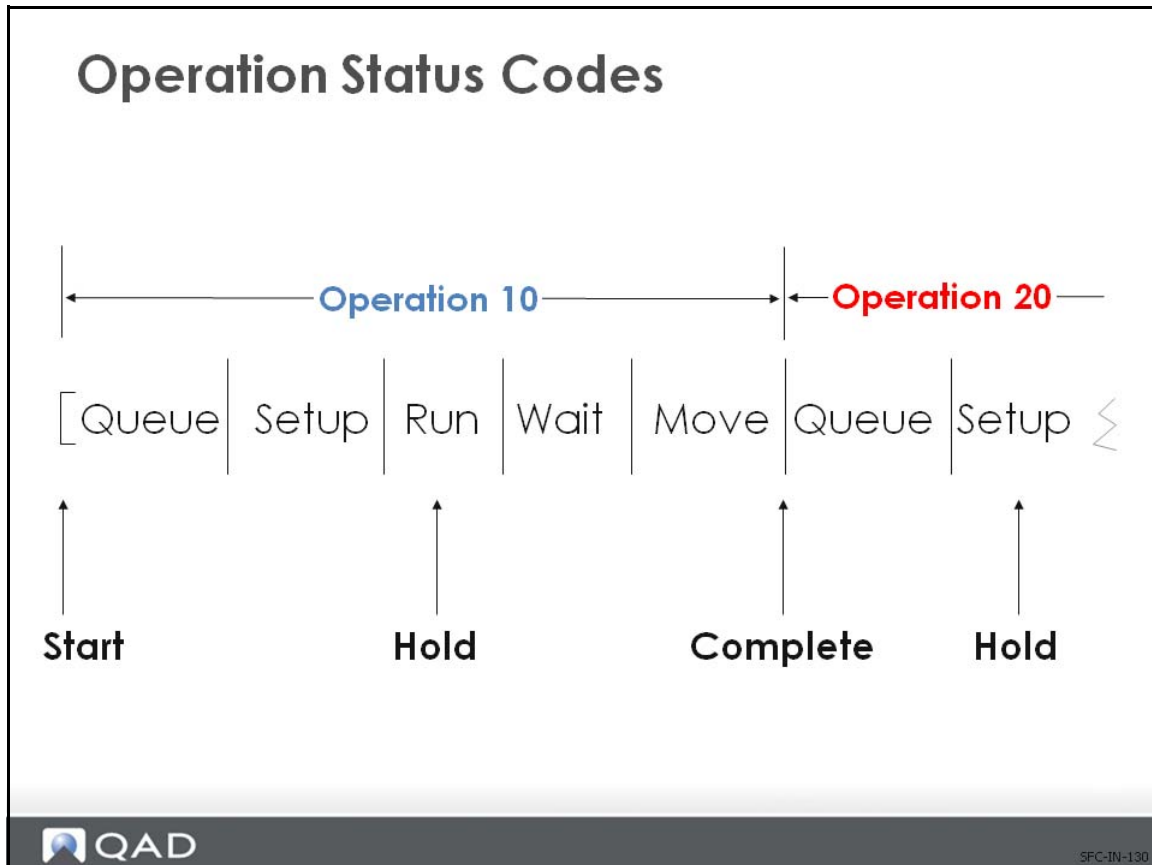 Operation Status Codes
Operation 10 Operation 20
Queue Setup Run Wait Move Queue Setup
Start Hold Complete Hold
QAD
SFC-IN-130